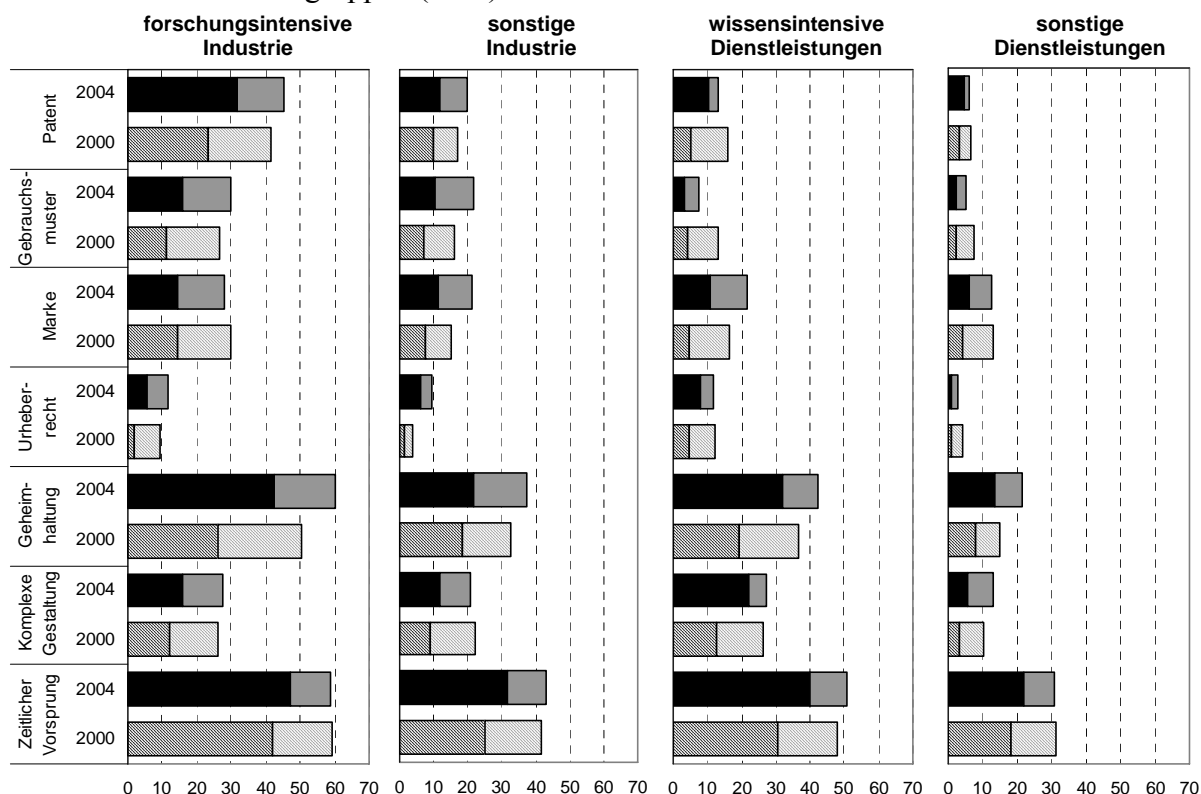 forschungsintensive
Industrie
sonstige
Industrie
wissensintensive
Dienstleistungen
sonstige
Dienstleistungen
Patent
2004
2000
Gebrauchs-
muster
2004
2000
Marke
2004
2000
Urheber-
recht
2004
2000
Geheim-
haltung
2004
2000
Komplexe
Gestaltung
2004
2000
Zeitlicher
Vorsprung
2004
2000
0 10 20 30 40 50 60 70
0 10 20 30 40 50 60 70
0 10 20 30 40 50 60 70
0 10 20 30 40 50 60 70